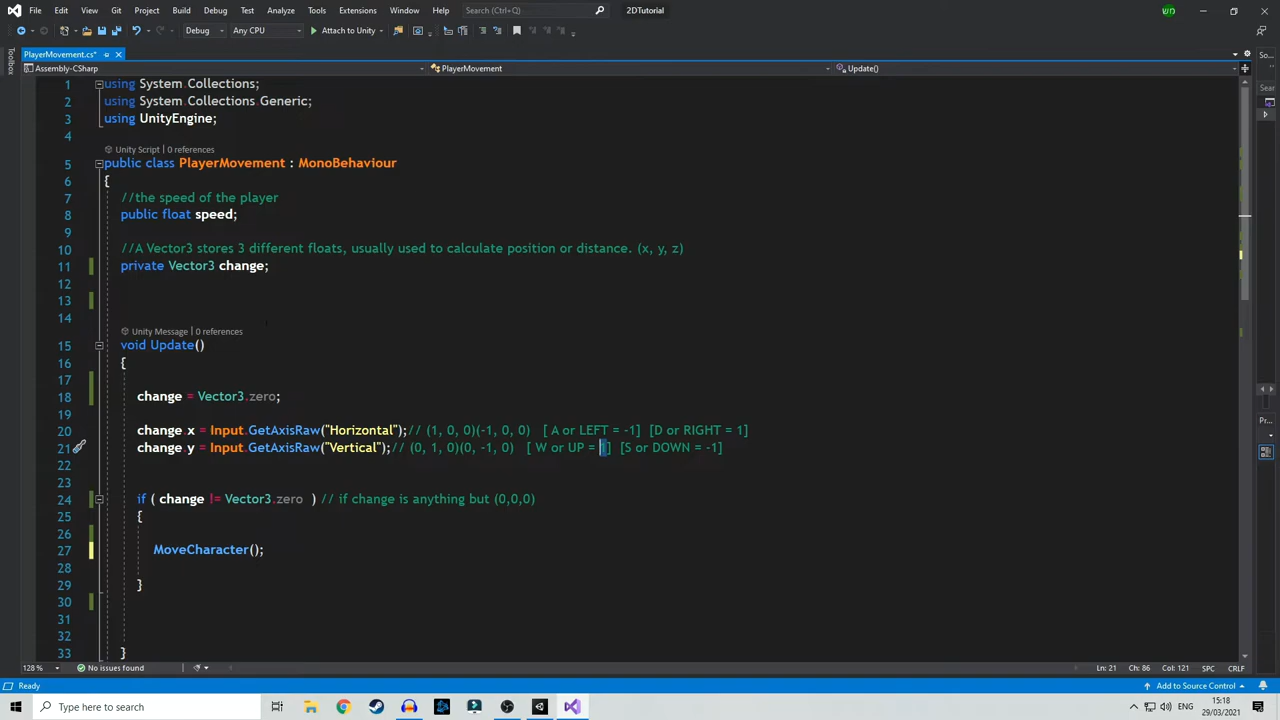 File Edit View Git Project Build Debug Test Analyze Tools Extensions Window Help Search (Ctrl+Q) 2DTutorial
Debug Any CPU Attach to Unity
PlayerMovement.cs*
Assembly-CSharp PlayerMovement Update()
1 using System.Collections;
2 using System.Collections.Generic;
3 using UnityEngine;
4
Unity Script | 0 references
5 public class PlayerMovement : MonoBehaviour
6 {
7 //the speed of the player
8 public float speed;
9
10 //A Vector3 stores 3 different floats, usually used to calculate position or distance. (x, y, z)
11 private Vector3 change;
12
13
14
Unity Message | 0 references
15 void Update()
16 {
17
18 change = Vector3.zero;
19
20 change.x = Input.GetAxisRaw("Horizontal");// (1, 0, 0)(-1, 0, 0) [ A or LEFT = -1] [D or RIGHT = 1]
21 change.y = Input.GetAxisRaw("Vertical");// (0, 1, 0)(0, -1, 0) [ W or UP = 1] [S or DOWN = -1]
22
23
24 if ( change != Vector3.zero ) // if change is anything but (0,0,0)
25 {
26
27 MoveCharacter();
28
29 }
30
31
32
33 }
Toolbox
So...
Sear
Pr...
128 % No issues found Ln: 21 Ch: 86 Col: 121 SPC CRLF
Ready Add to Source Control
Type here to search ENG 15:18
29/03/2021